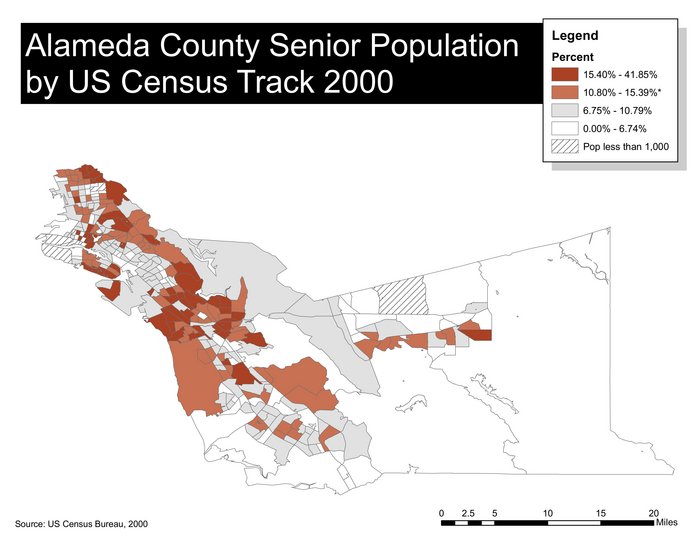 Alameda County Senior Population
by US Census Track 2000
Legend
Percent
15.40% - 41.85%
10.80% - 15.39%*
6.75% - 10.79%
0.00% - 6.74%
Pop less than 1,000
Source: US Census Bureau, 2000
0 2.5 5 10 15 20
Miles